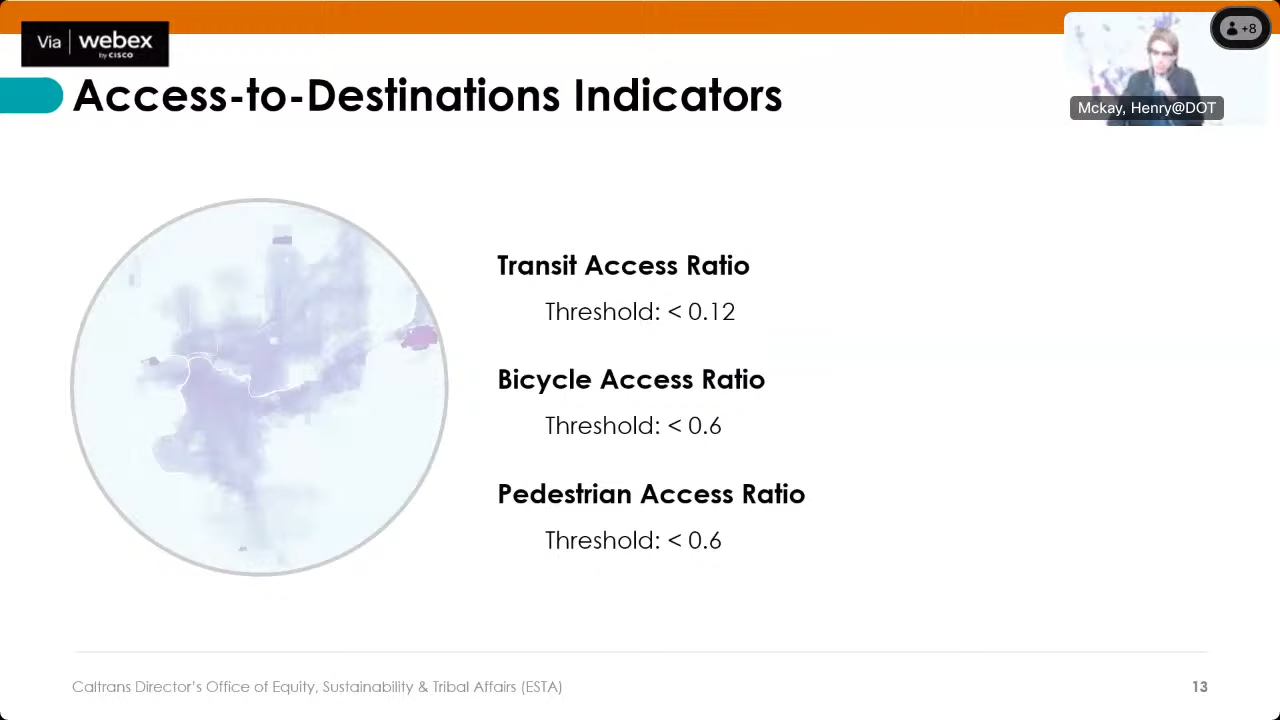 Via | webex
by CISCO
+8
Access-to-Destinations Indicators
Mckay, Henry@DOT
Transit Access Ratio
Threshold: < 0.12
Bicycle Access Ratio
Threshold: < 0.6
Pedestrian Access Ratio
Threshold: < 0.6
Caltrans Director’s Office of Equity, Sustainability & Tribal Affairs (ESTA)
13